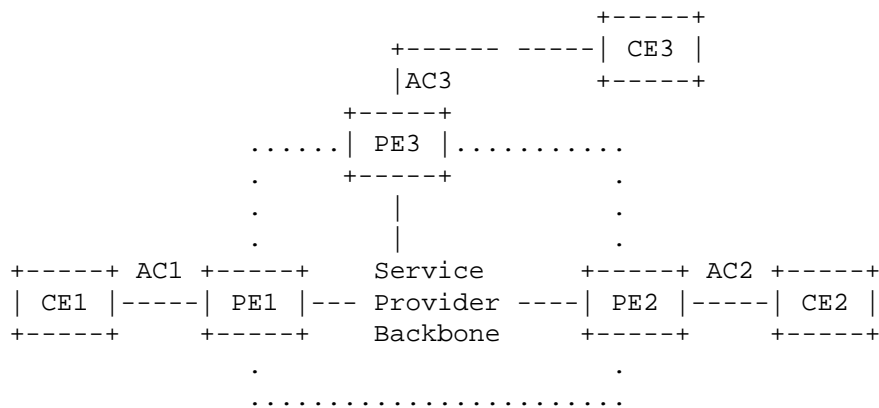 CE3
AC3
PE3
AC1 Service AC2
CE1 PE1 Provider PE2 CE2
Backbone